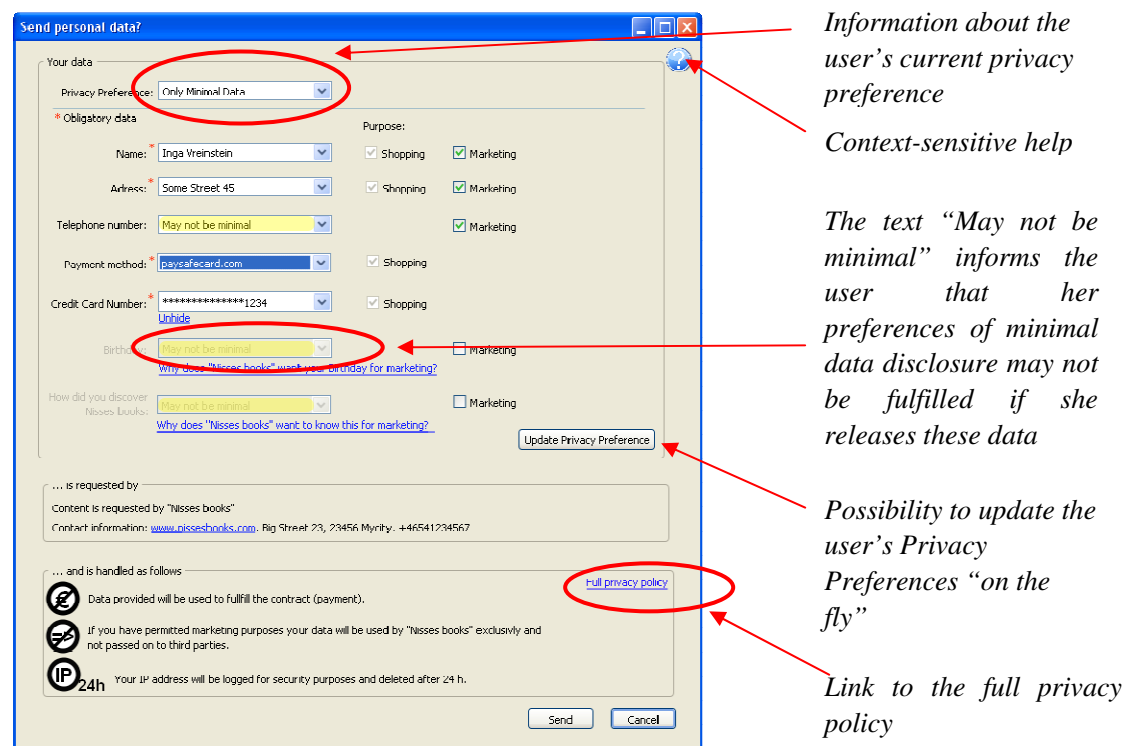 Send personal data?
Your data
Privacy Preference: Only Minimal Data
* Obligatory data
Purpose:
Name: * Inga Vreinstein Shopping Marketing
Adress: * Some Street 45 Shopping Marketing
Telephone number: May not be minimal Marketing
Payment method: * paysafecard.com Shopping
Credit Card Number: * **************1234 Shopping
Unhide
Birthday: May not be minimal Marketing
Why does "Nisses books" want your Birthday for marketing?
How did you discover
Nisses books: May not be minimal Marketing
Why does "Nisses books" want to know this for marketing?
Update Privacy Preference
... is requested by
Content is requested by "Nisses books"
Contact information: www.nissesbooks.com. Big Street 23, 23456 Mycity. +46541234567
... and is handled as follows
Full privacy policy
Data provided will be used to fullfill the contract (payment).
If you have permitted marketing purposes your data will be used by "Nisses books" exclusivly and
not passed on to third parties.
IP
24h
Your IP address will be logged for security purposes and deleted after 24 h.
Send Cancel
Information about the
user's current privacy
preference
Context-sensitive help
The text “May not be
minimal” informs the
user that her
preferences of minimal
data disclosure may not
be fulfilled if she
releases these data
Possibility to update the
user's Privacy
Preferences “on the
fly”
Link to the full privacy
policy